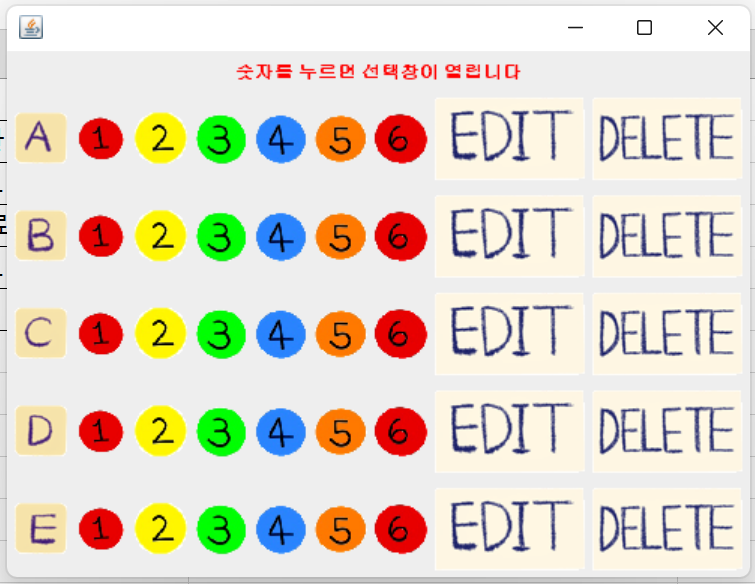 숫자를 누르면 선택창이 열립니다
A 1 2 3 4 5 6 EDIT DELETE
B 1 2 3 4 5 6 EDIT DELETE
C 1 2 3 4 5 6 EDIT DELETE
D 1 2 3 4 5 6 EDIT DELETE
E 1 2 3 4 5 6 EDIT DELETE